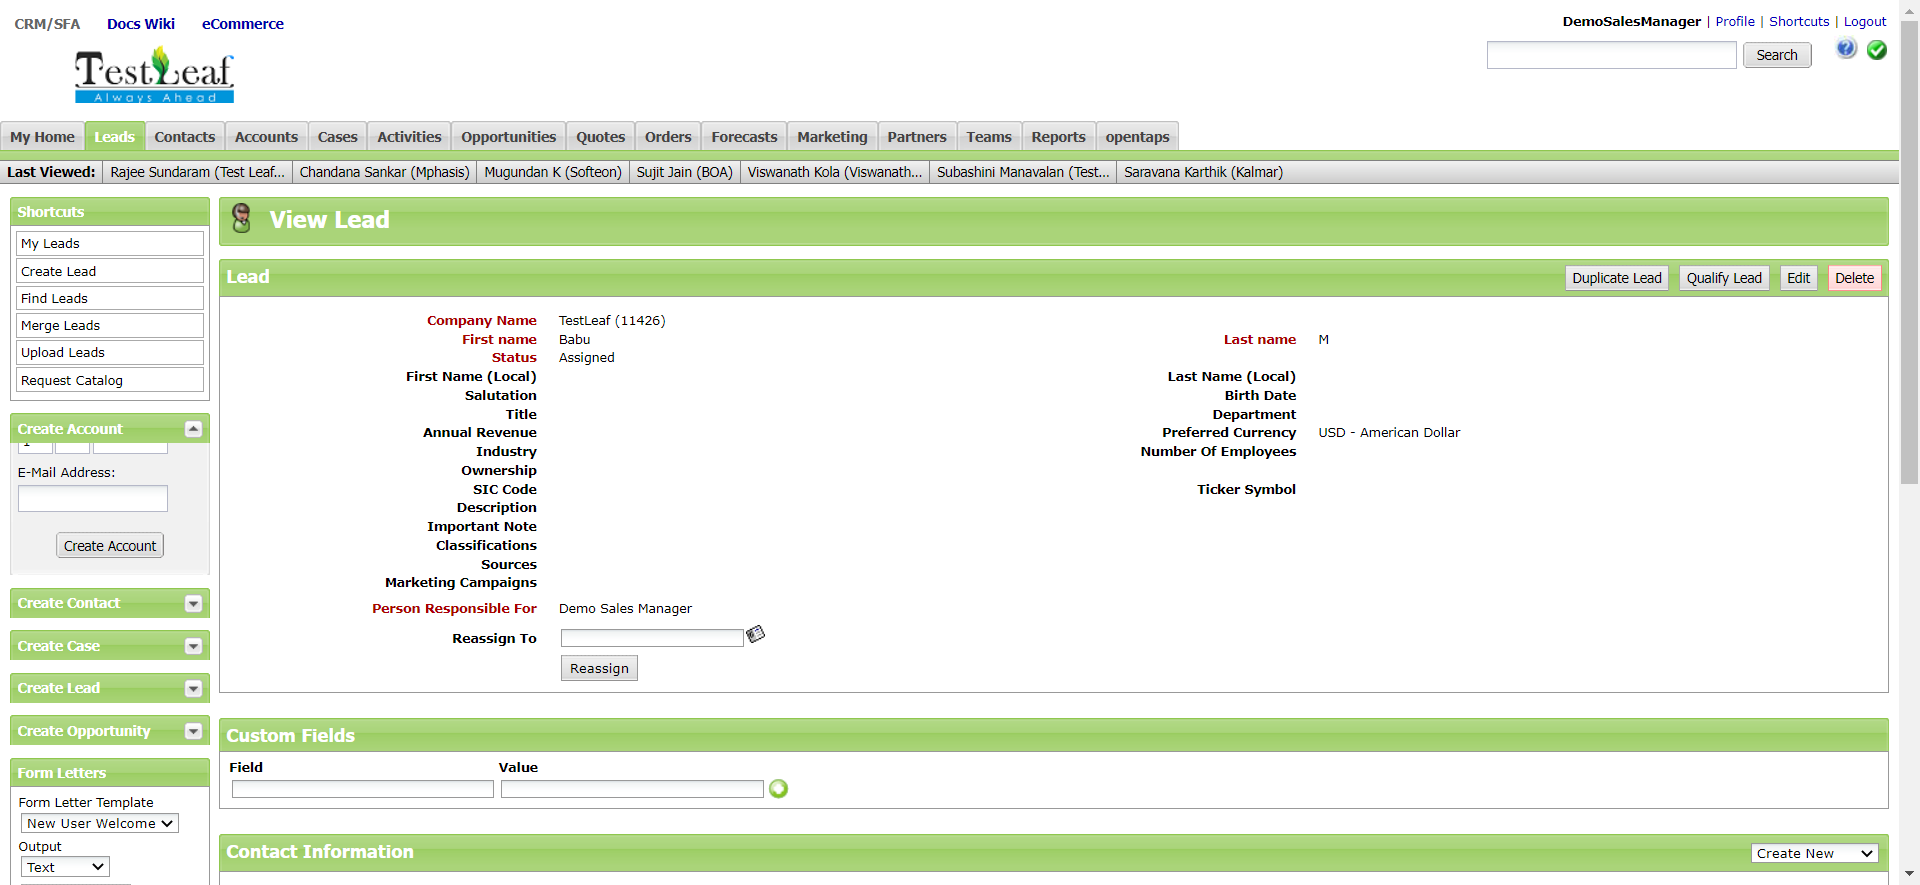 CRM/SFA Docs Wiki eCommerce
DemoSalesManager | Profile | Shortcuts | Logout
TestLeaf
Always Ahead
Search
My Home Leads Contacts Accounts Cases Activities Opportunities Quotes Orders Forecasts Marketing Partners Teams Reports opentaps
Last Viewed: Rajee Sundaram (Test Leaf... Chandana Sankar (Mphasis) Mugundan K (Softeon) Sujit Jain (BOA) Viswanath Kola (Viswanath... Subashini Manavalan (Test... Saravana Karthik (Kalmar)
Shortcuts
My Leads
Create Lead
Find Leads
Merge Leads
Upload Leads
Request Catalog
Create Account
E-Mail Address:
Create Account
Create Contact
Create Case
Create Lead
Create Opportunity
Form Letters
Form Letter Template
New User Welcome
Output
Text
View Lead
Lead
Duplicate Lead Qualify Lead Edit Delete
Company Name TestLeaf (11426)
First name Babu Last name M
Status Assigned
First Name (Local) Last Name (Local)
Salutation Birth Date
Title Department
Annual Revenue Preferred Currency USD - American Dollar
Industry Number Of Employees
Ownership
SIC Code Ticker Symbol
Description
Important Note
Classifications
Sources
Marketing Campaigns
Person Responsible For Demo Sales Manager
Reassign To
Reassign
Custom Fields
Field Value
Contact Information
Create New